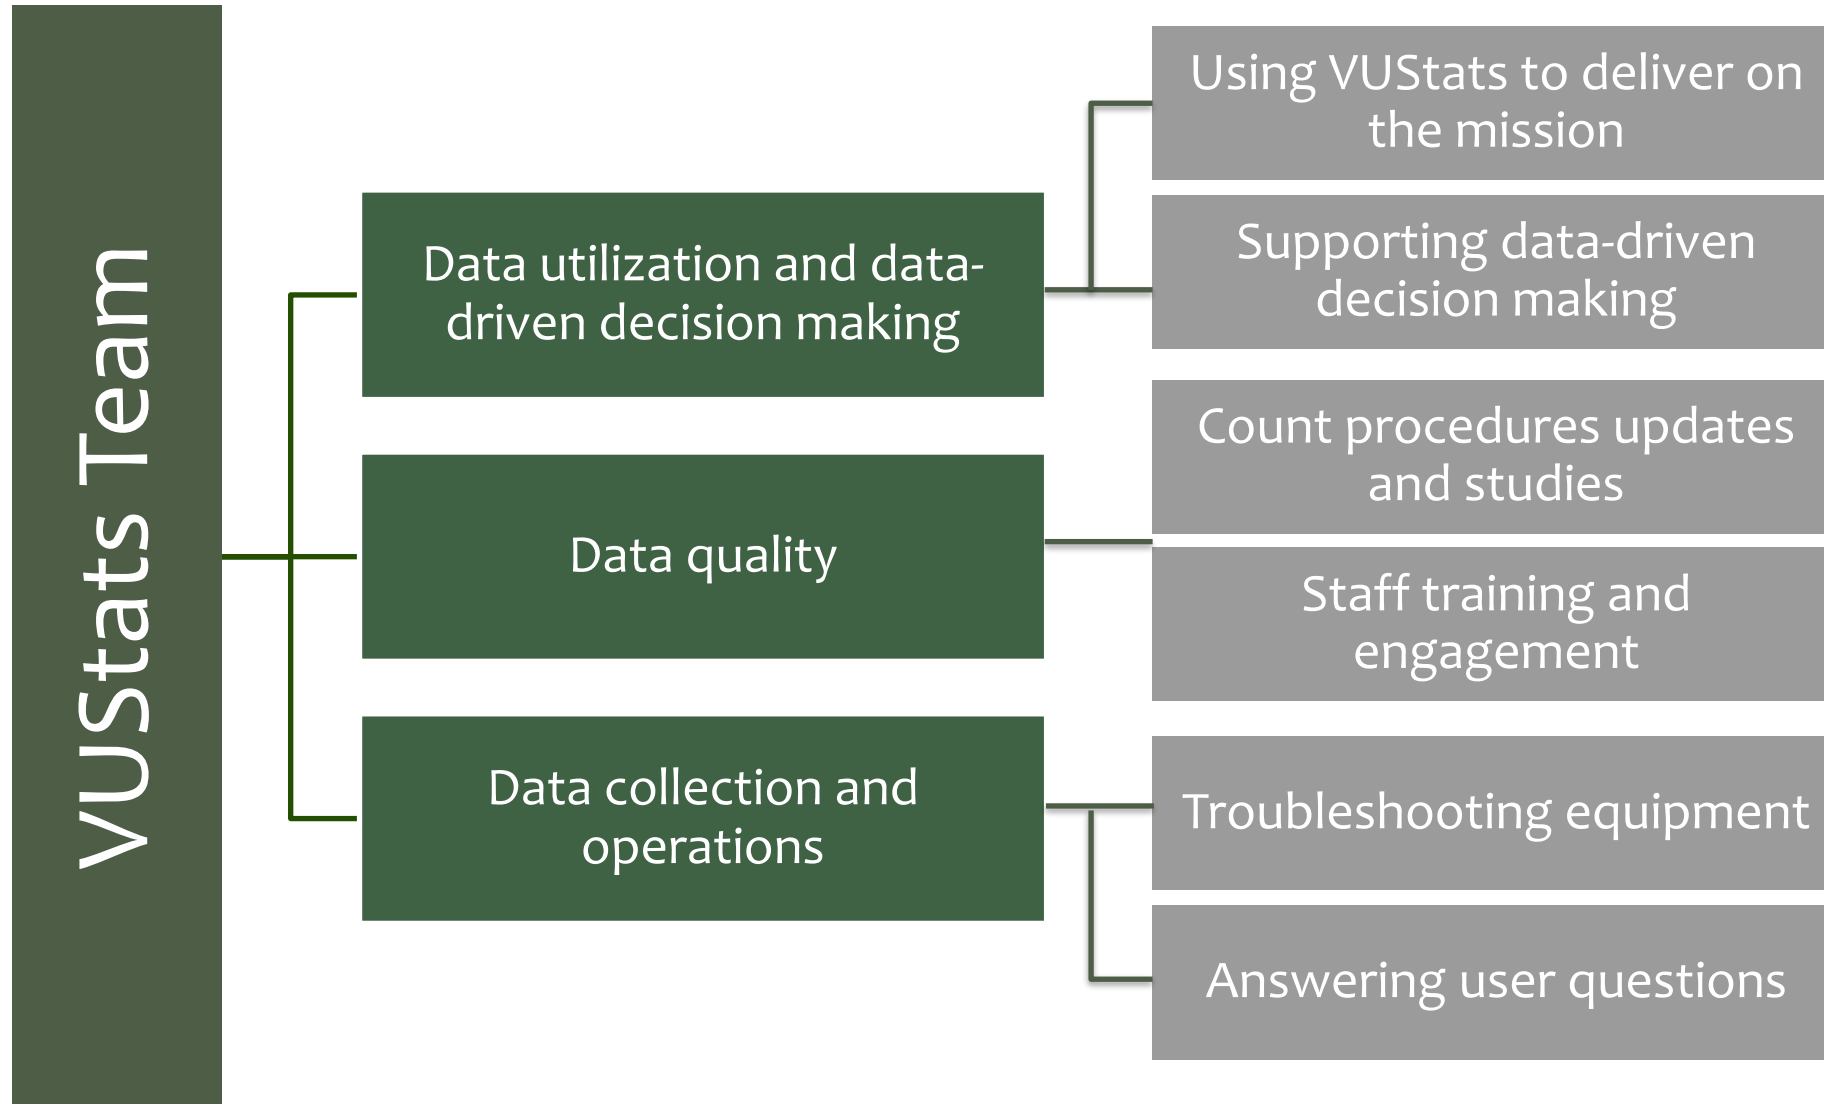 VUStats Team
Data utilization and data-
driven decision making
Using VUStats to deliver on
the mission
Supporting data-driven
decision making
Data quality
Count procedures updates
and studies
Staff training and
engagement
Data collection and
operations
Troubleshooting equipment
Answering user questions